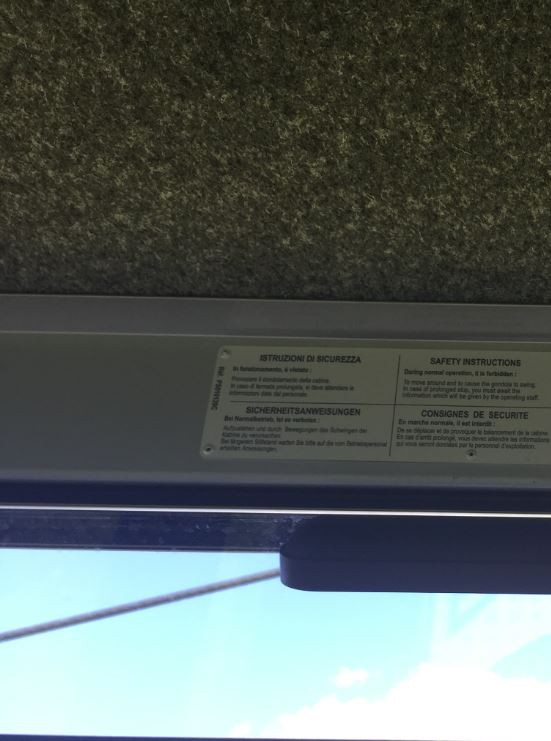 ISTRUZIONI DI SICUREZZA
In funzionamento, è vietato :
Provocare il dondolamento della cabina.
In caso di fermata prolungata, si deve attendere le
informazioni date dal personale.
SAFETY INSTRUCTIONS
During normal operation, it is forbidden :
To move around and to cause the gondola to swing.
In case of prolonged stop, you must await the
information which will be given by the operating staff.
SICHERHEITSANWEISUNGEN
Bei Normalbetrieb, ist es verboten :
Aufzustehen und durch Bewegungen das Schwingen der
Kabine zu verursachen.
Bei längerem Stillstand warten Sie bitte auf die vom Betriebspersonal
erteilten Anweisungen.
CONSIGNES DE SECURITE
En marche normale, il est interdit :
De se déplacer et de provoquer le balancement de la cabine.
En cas d'arrêt prolongé, vous devez attendre les informations
qui vous seront données par le personnel d'exploitation.